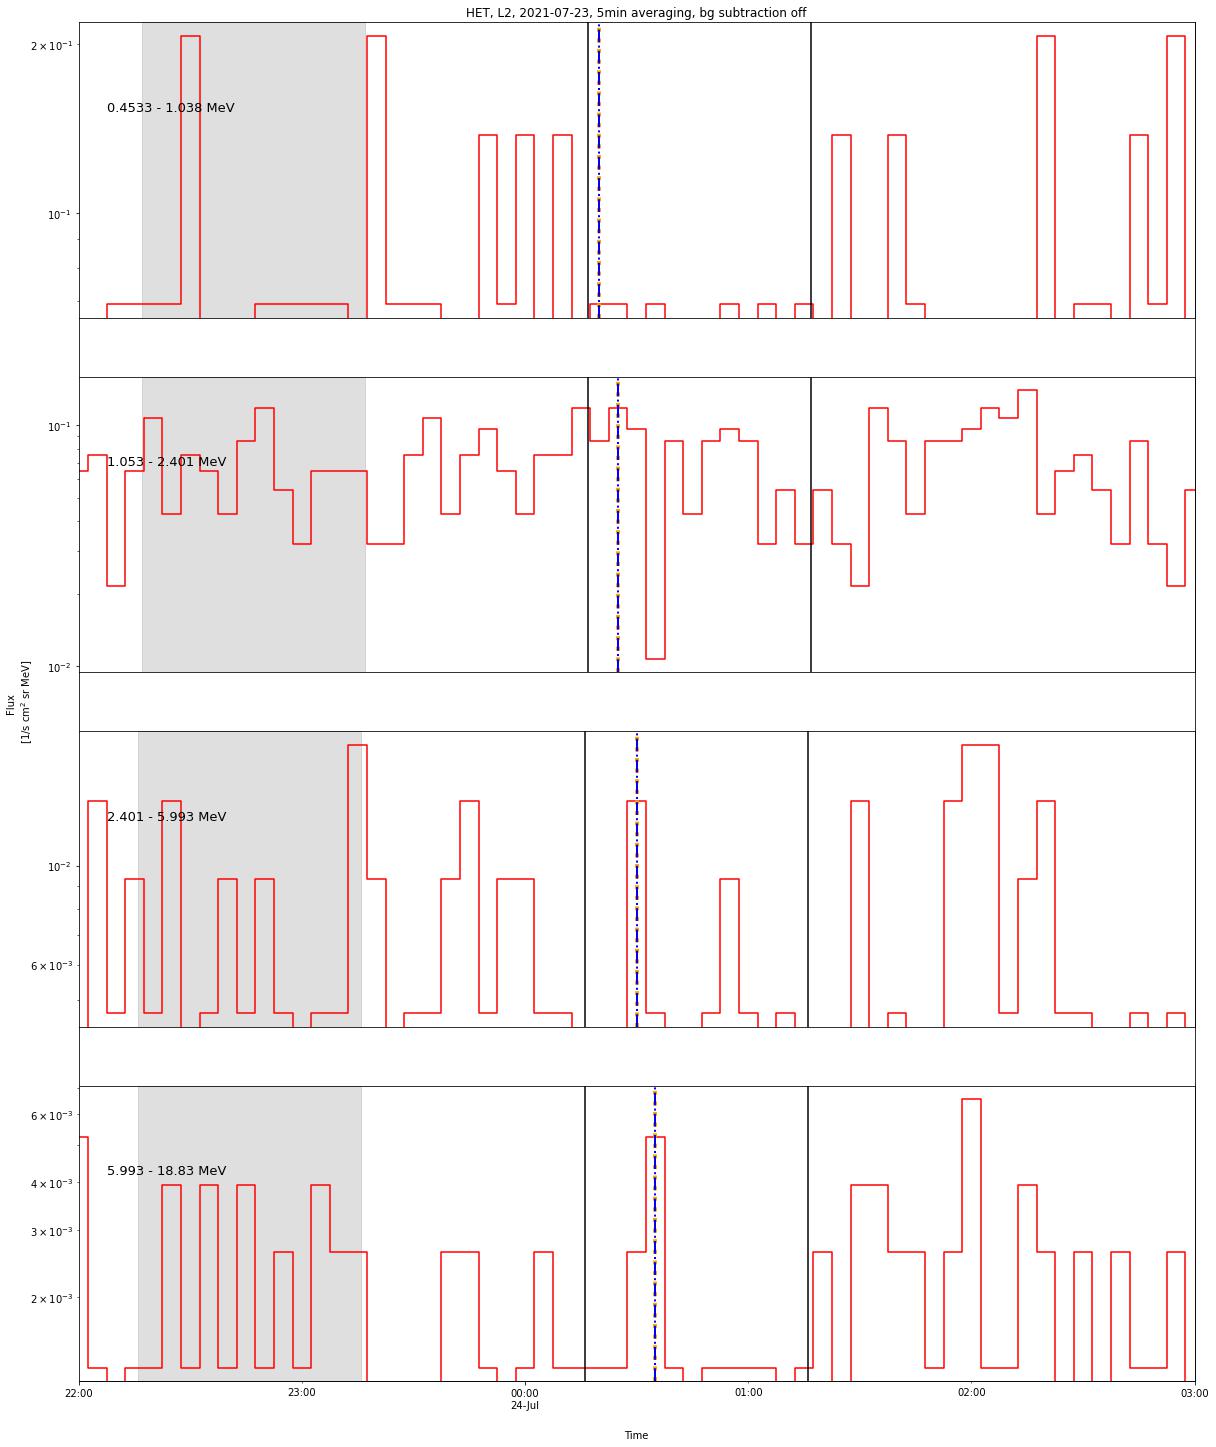 HET, L2, 2021-07-23, 5min averaging, bg subtraction off
2 × 10⁻¹
0.4533 - 1.038 MeV
10⁻¹
10⁻¹
1.053 - 2.401 MeV
10⁻²
Flux
[1/s cm² sr MeV]
2.401 - 5.993 MeV
10⁻²
6 × 10⁻³
6 × 10⁻³
5.993 - 18.83 MeV
4 × 10⁻³
3 × 10⁻³
2 × 10⁻³
22:00 23:00 00:00 01:00 02:00 03:00
24-Jul
Time